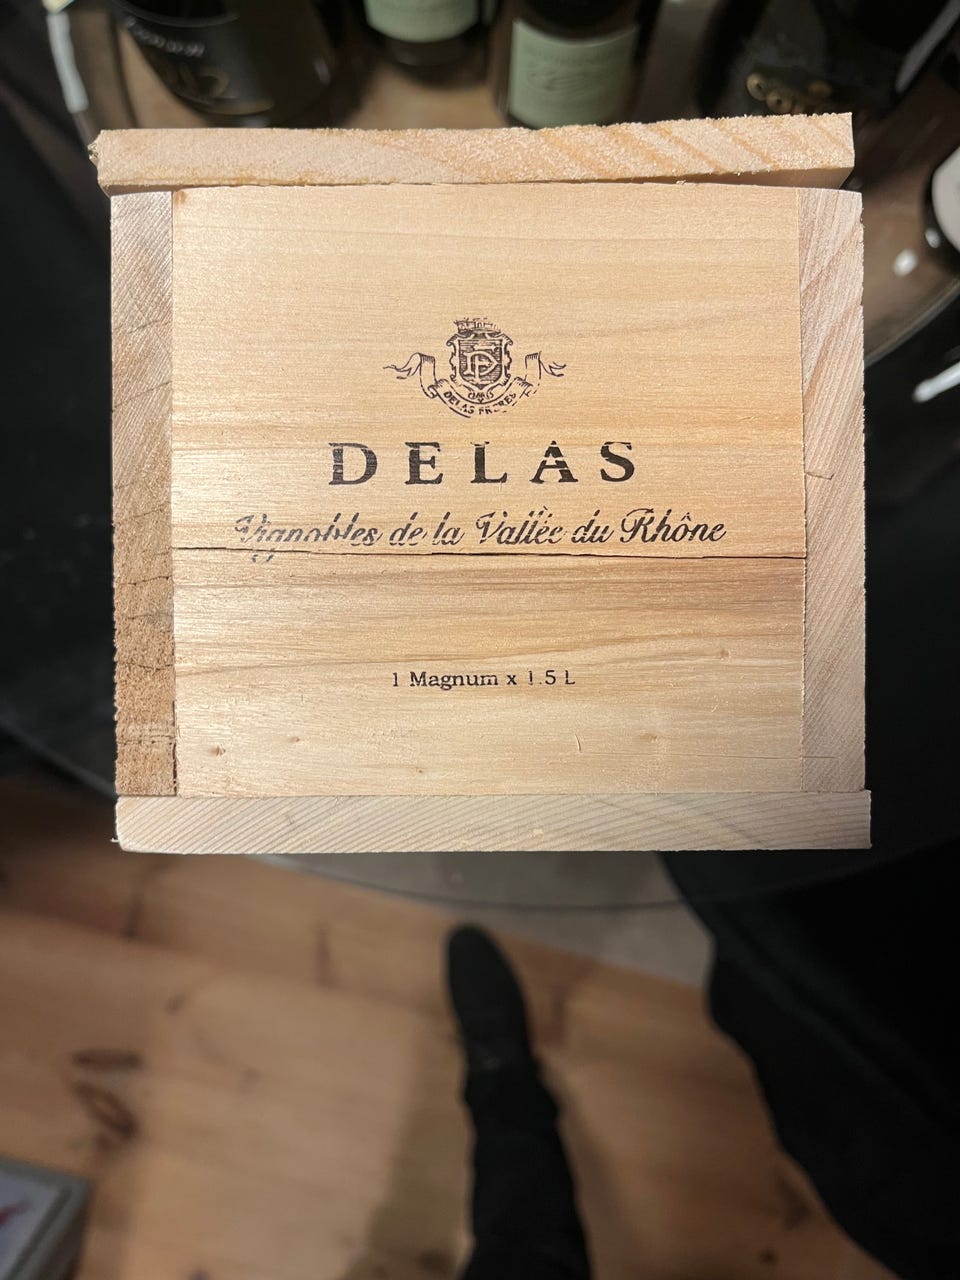 DELAS FRERES
DELAS
Vignobles de la Vallée du Rhône
1 Magnum x 1.5 L